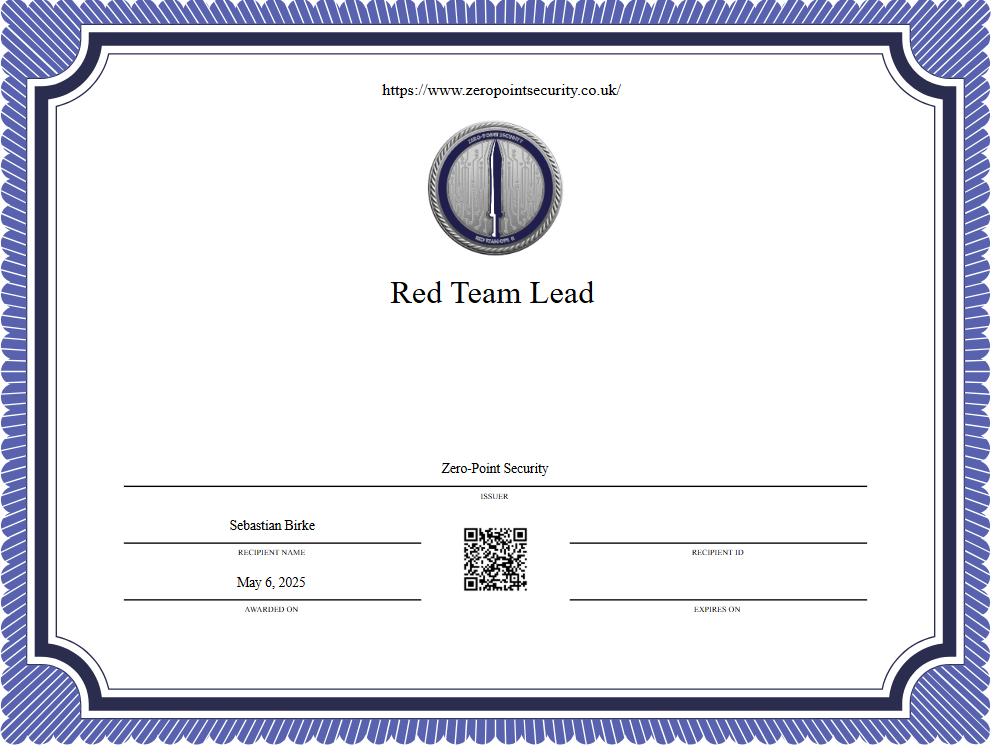 https://www.zeropointsecurity.co.uk/
ZERO-POINT SECURITY
RED TEAM OPS II
Red Team Lead
Zero-Point Security
ISSUER
Sebastian Birke
RECIPIENT NAME
RECIPIENT ID
May 6, 2025
AWARDED ON
EXPIRES ON